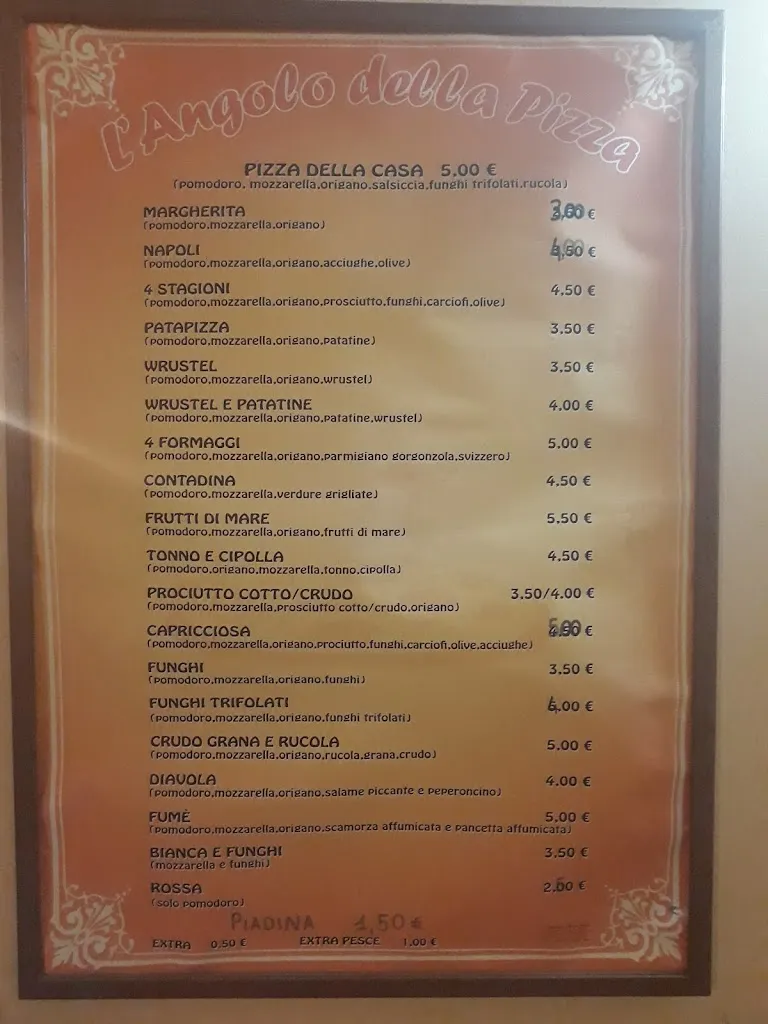 L'Angolo della Pizza
PIZZA DELLA CASA 5.00 €
(pomodoro, mozzarella,origano,salsiccia,funghi trifolati,rucola)
MARGHERITA 3,00 €
(pomodoro,mozzarella,origano)
NAPOLI 4,00 €
(pomodoro,mozzarella,origano,acciughe,olive)
4 STAGIONI 4.50 €
(pomodoro,mozzarella,origano,prosciutto,funghi,carciofi,olive)
PATAPIZZA 3.50 €
(pomodoro,mozzarella,origano,patatine)
WRUSTEL 3.50 €
(pomodoro,mozzarella,origano,wrustel)
WRUSTEL E PATATINE 4.00 €
(pomodoro,mozzarella,origano,patatine,wrustel)
4 FORMAGGI 5.00 €
(pomodoro,mozzarella,origano,parmigiano gorgonzola,svizzero)
CONTADINA 4.50 €
(pomodoro,mozzarella,verdure grigliate)
FRUTTI DI MARE 5.50 €
(pomodoro,mozzarella,origano,frutti di mare)
TONNO E CIPOLLA 4.50 €
(pomodoro,origano,mozzarella,tonno,cipolla)
PROCIUTTO COTTO/CRUDO 3.50/4.00 €
(pomodoro,mozzarella,prosciutto cotto/crudo,origano)
CAPRICCIOSA 5,00 €
(pomodoro,mozzarella,origano,prociutto,funghi,carciofi,olive,acciughe)
FUNGHI 3.50 €
(pomodoro,mozzarella,origano,funghi)
FUNGHI TRIFOLATI €
(pomodoro,mozzarella,origano,funghi trifolati)
CRUDO GRANA E RUCOLA 5.00 €
(pomodoro,mozzarella,origano,rucola,grana,crudo)
DIAVOLA 4.00 €
(pomodoro,mozzarella,origano,salame piccante e peperoncino)
FUMÉ 5.00 €
(pomodoro,mozzarella,origano,scamorza affumicata e pancetta affumicata)
BIANCA E FUNGHI 3.50 €
(mozzarella e funghi)
ROSSA €
(solo pomodoro)
PIADINA 1,50 €
EXTRA 0.50 € EXTRA PESCE 1.00 €